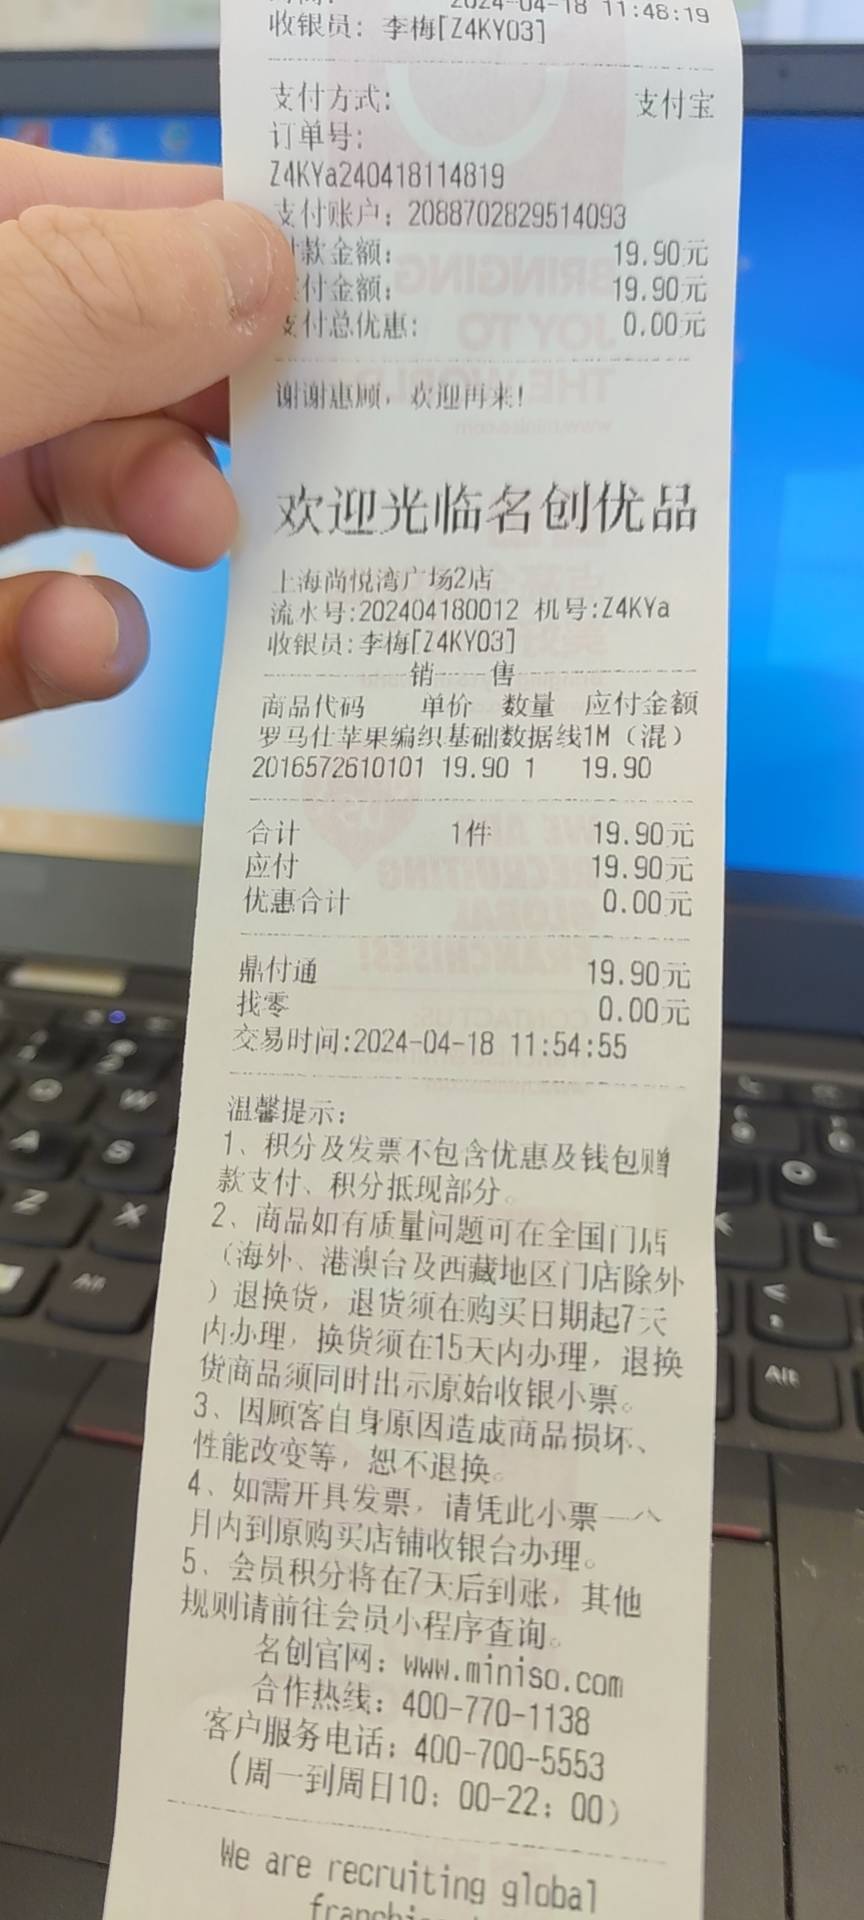 2024-04-18 11:48:19
收银员: 李梅[Z4KY03]
支付方式: 支付宝
订单号:
Z4KYa240418114819
支付账户: 2088702829514093
付款金额: 19.90元
付金额: 19.90元
支付总优惠: 0.00元
谢谢惠顾, 欢迎再来!
欢迎光临名创优品
上海尚悦湾广场2店
流水号:202404180012 机号:Z4KYa
收银员:李梅[Z4KY03]
销 售
商品代码 单价 数量 应付金额
罗马仕苹果编织基础数据线1M（混）
2016572610101 19.90 1 19.90
合计 1件 19.90元
应付 19.90元
优惠合计 0.00元
鼎付通 19.90元
找零 0.00元
交易时间:2024-04-18 11:54:55
温馨提示:
1、积分及发票不包含优惠及钱包赠
款支付、积分抵现部分。
2、商品如有质量问题可在全国门店
（海外、港澳台及西藏地区门店除外
）退换货，退货须在购买日期起7天
内办理，换货须在15天内办理，退换
货商品须同时出示原始收银小票。
3、因顾客自身原因造成商品损坏、
性能改变等，恕不退换。
4、如需开具发票，请凭此小票一个
月内到原购买店铺收银台办理。
5、会员积分将在7天后到账，其他
规则请前往会员小程序查询。
名创官网: www.miniso.com
合作热线: 400-770-1138
客户服务电话: 400-700-5553
(周一到周日10: 00-22: 00)
We are recruiting global